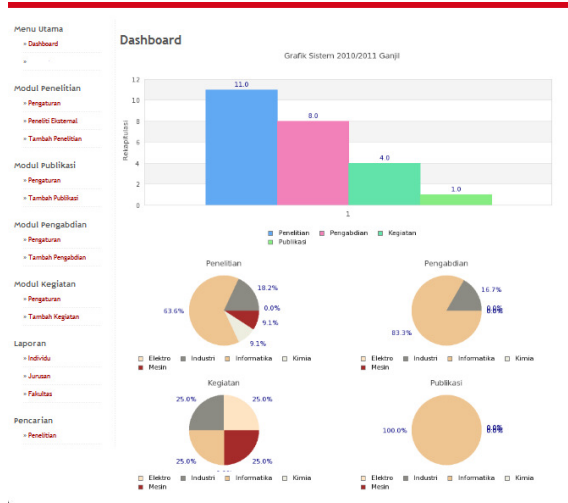 Menu Utama
» Dashboard
»
Modul Penelitian
» Pengaturan
» Peneliti Eksternal
» Tambah Penelitian
Modul Publikasi
» Pengaturan
» Tambah Publikasi
Modul Pengabdian
» Pengaturan
» Tambah Pengabdian
Modul Kegiatan
» Pengaturan
» Tambah Kegiatan
Laporan
» Individu
» Jurusan
» Fakultas
Pencarian
» Penelitian
Dashboard
Grafik Sistem 2010/2011 Ganjil
Rekapitulasi
12
10
8
6
4
2
0
11.0
8.0
4.0
1.0
1
Penelitian Pengabdian Kegiatan
Publikasi
Penelitian
18.2%
0.0%
9.1%
9.1%
63.6%
Elektro Industri Informatika Kimia
Mesin
Pengabdian
16.7%
0.0%
83.3%
Elektro Industri Informatika Kimia
Mesin
Kegiatan
25.0% 25.0%
25.0% 25.0%
Elektro Industri Informatika Kimia
Mesin
Publikasi
100.0%
0.0%
Elektro Industri Informatika Kimia
Mesin